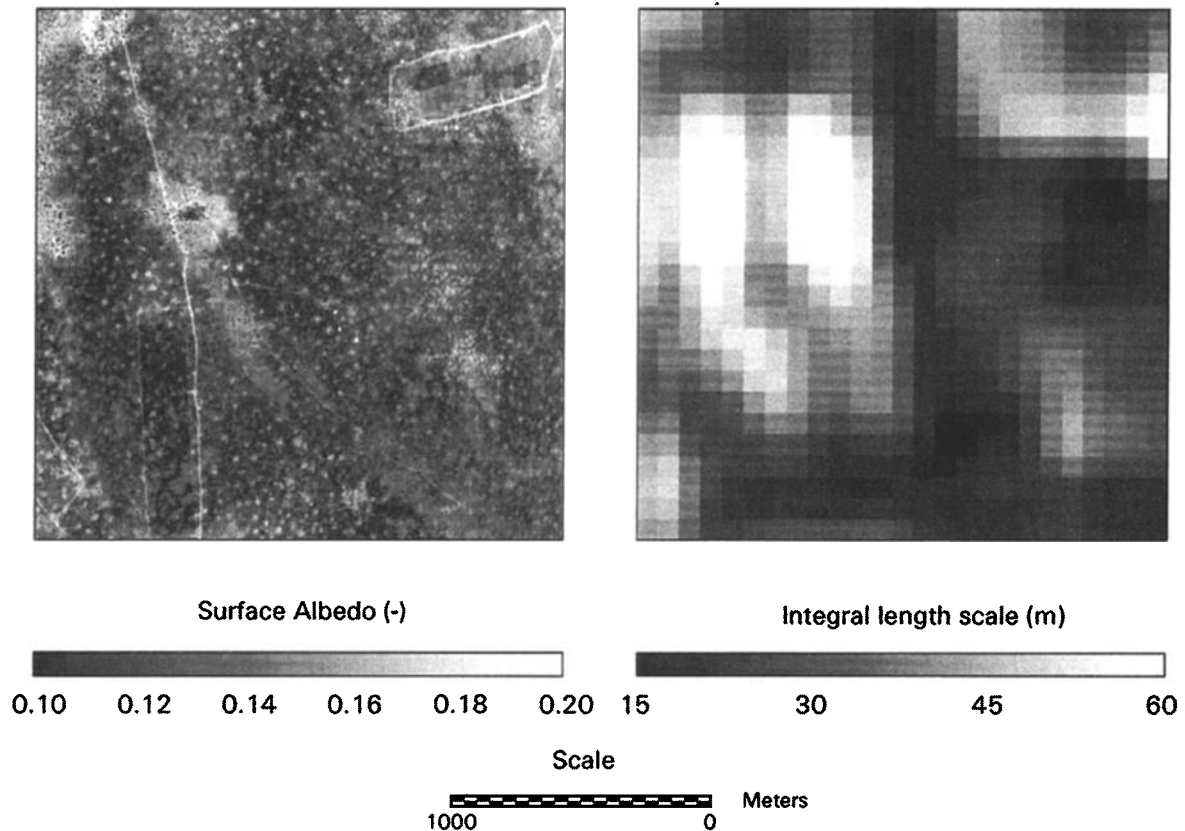 Surface Albedo (-)
Integral length scale (m)
0.10 0.12 0.14 0.16 0.18 0.20
15 30 45 60
Scale
Meters
1000 0